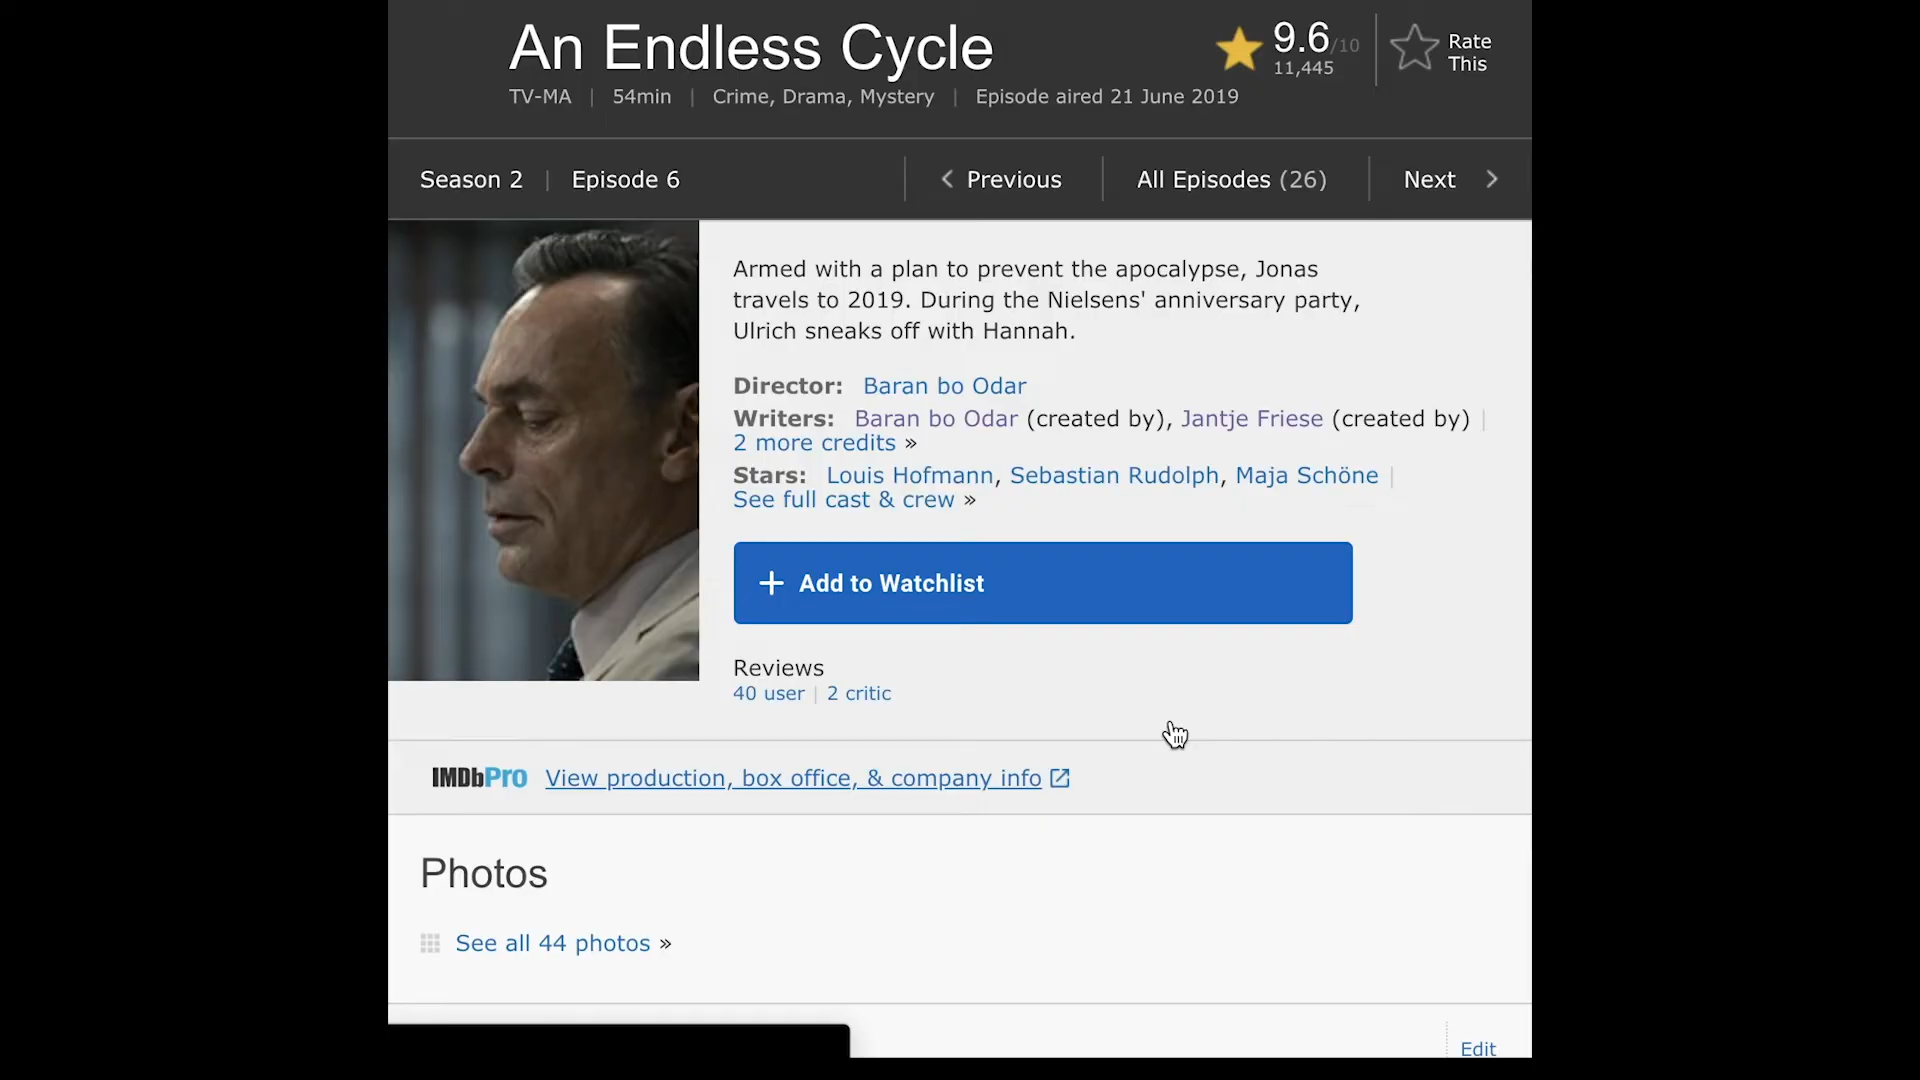 An Endless Cycle
9.6/10
11,445
Rate
This
TV-MA | 54min | Crime, Drama, Mystery | Episode aired 21 June 2019
Season 2 | Episode 6
Previous
All Episodes (26)
Next
Armed with a plan to prevent the apocalypse, Jonas
travels to 2019. During the Nielsens' anniversary party,
Ulrich sneaks off with Hannah.
Director: Baran bo Odar
Writers: Baran bo Odar (created by), Jantje Friese (created by) |
2 more credits »
Stars: Louis Hofmann, Sebastian Rudolph, Maja Schöne |
See full cast & crew »
+ Add to Watchlist
Reviews
40 user | 2 critic
IMDbPro View production, box office, & company info
Photos
See all 44 photos »
Edit